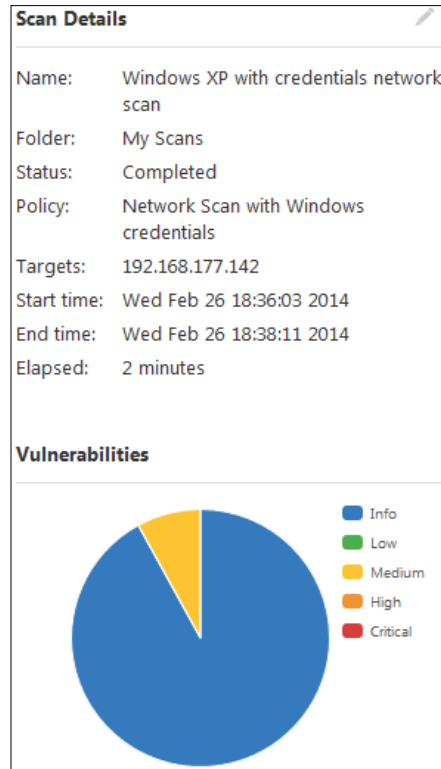 Scan Details
Name: Windows XP with credentials network
scan
Folder: My Scans
Status: Completed
Policy: Network Scan with Windows
credentials
Targets: 192.168.177.142
Start time: Wed Feb 26 18:36:03 2014
End time: Wed Feb 26 18:38:11 2014
Elapsed: 2 minutes
Vulnerabilities
Info
Low
Medium
High
Critical